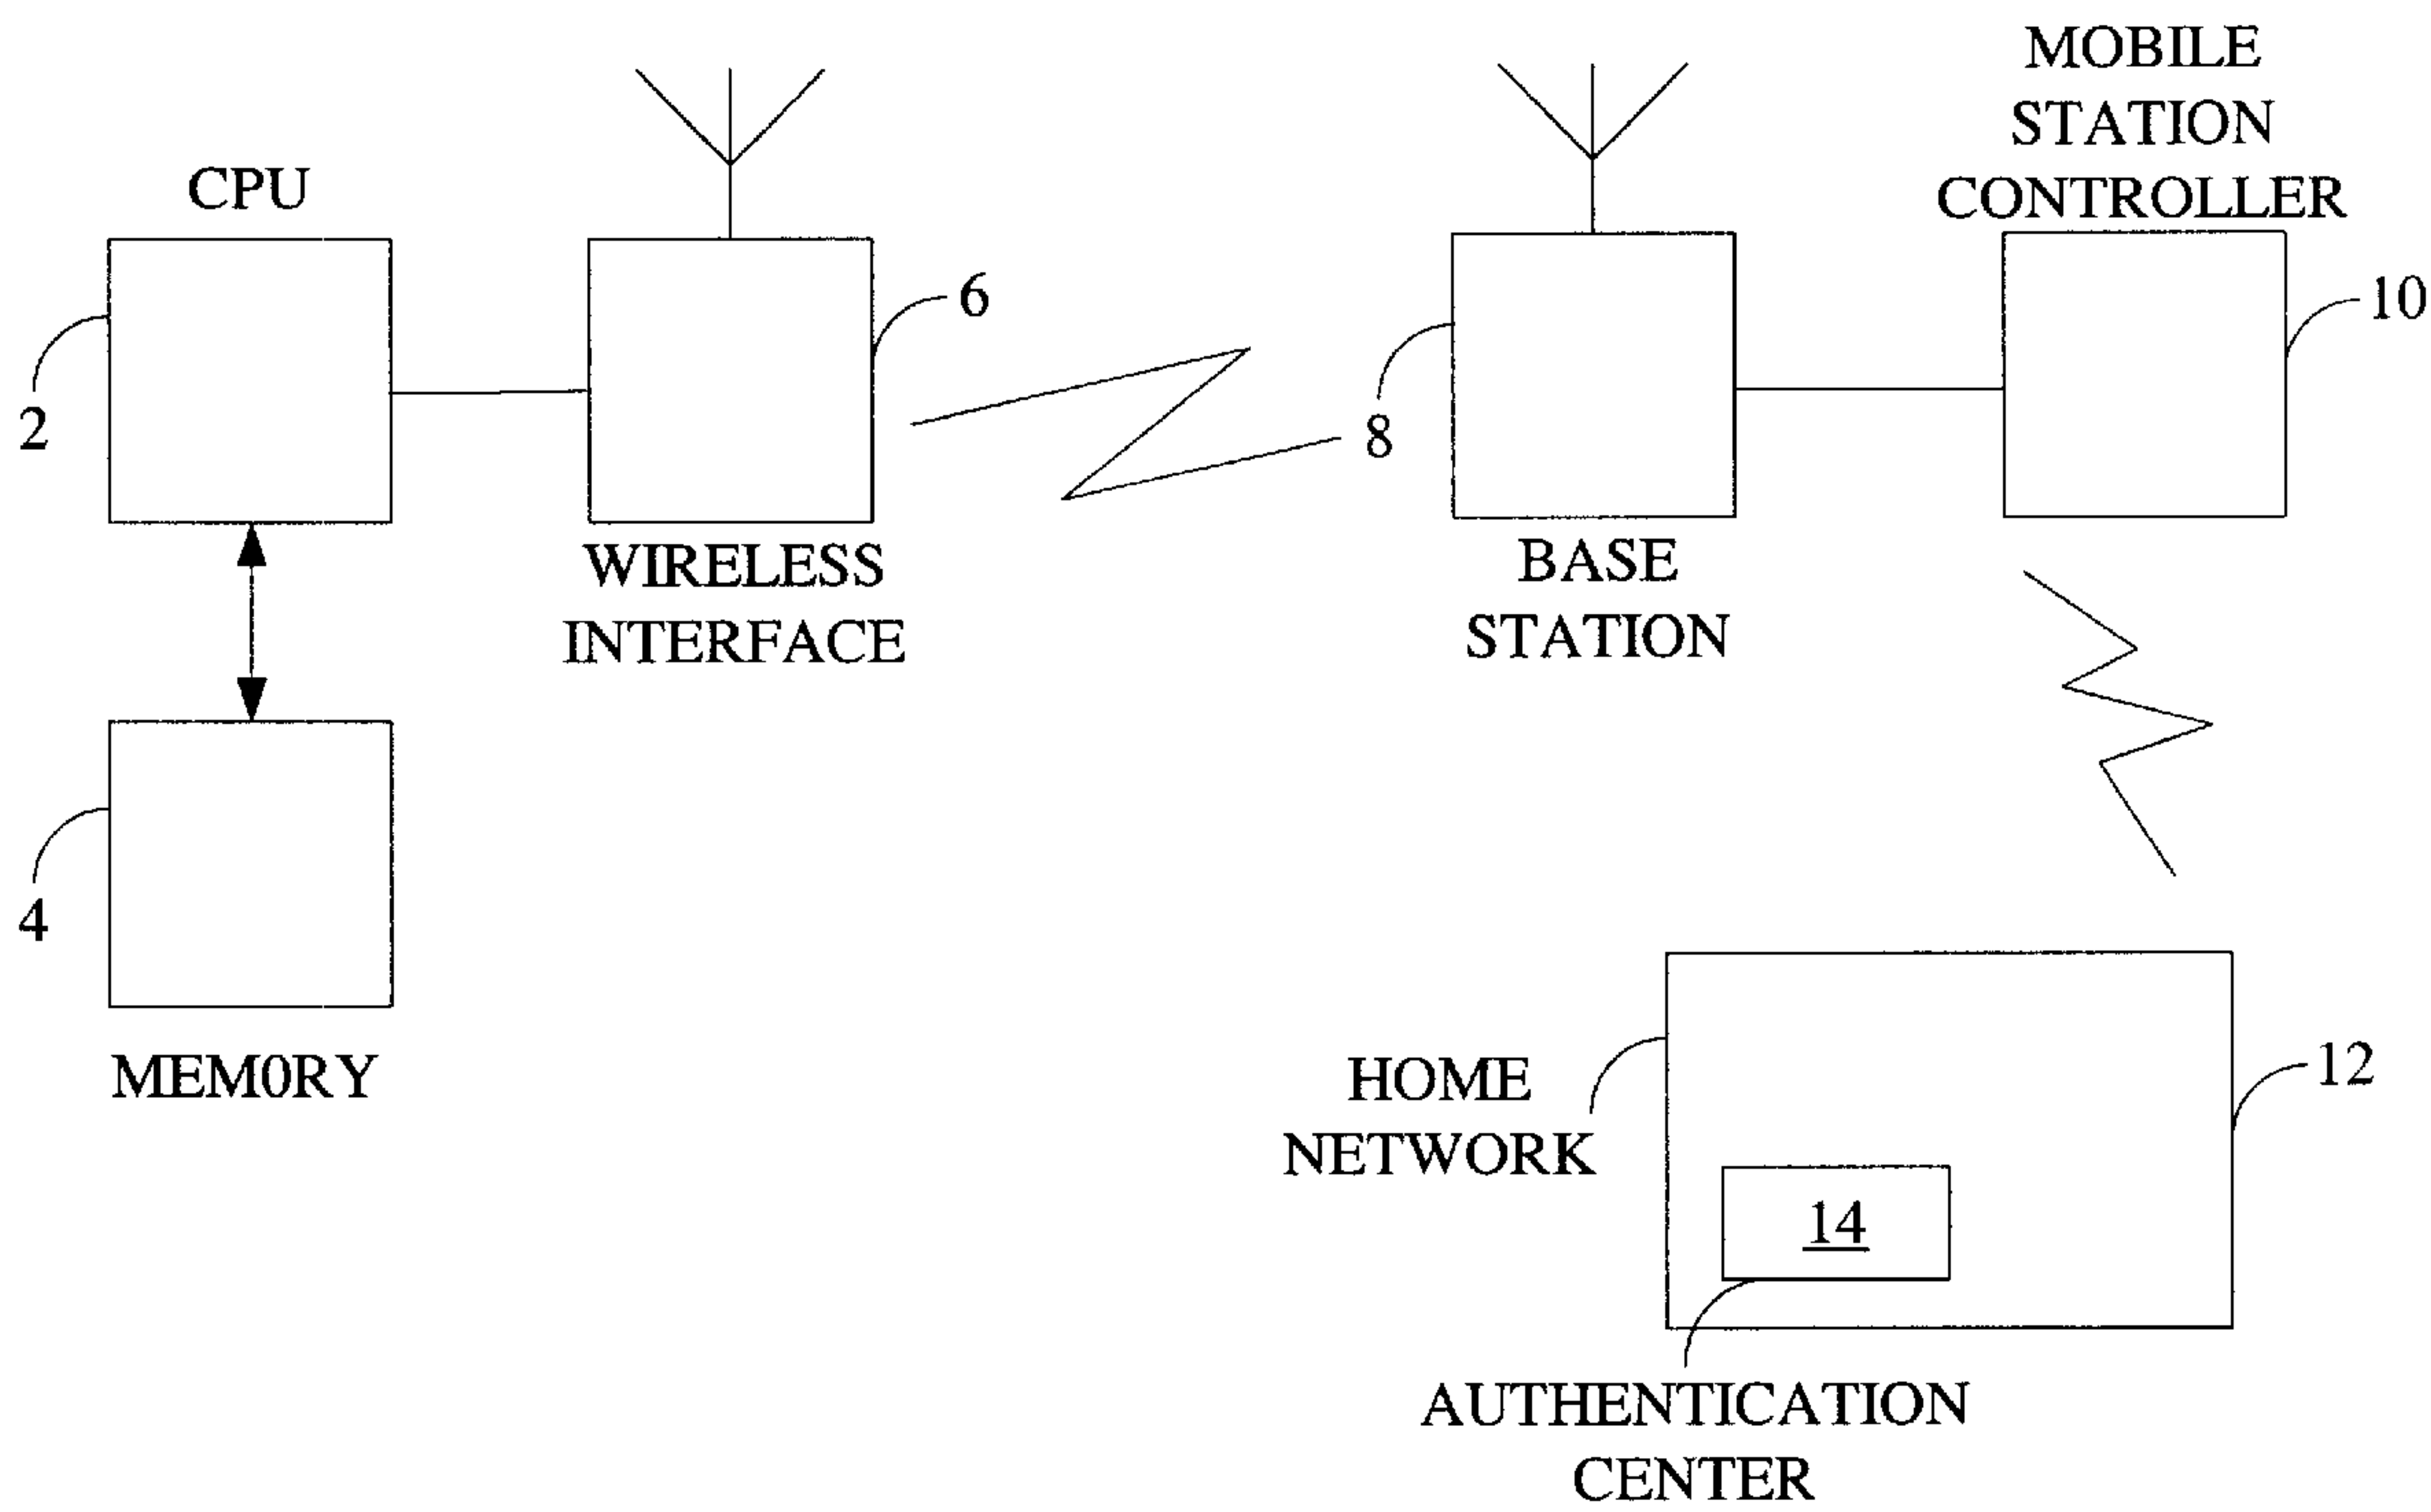 MOBILE
STATION
CONTROLLER
CPU
6
10
2
8
WIRELESS
INTERFACE
BASE
STATION
4
MEMORY
HOME
NETWORK
12
14
AUTHENTICATION
CENTER